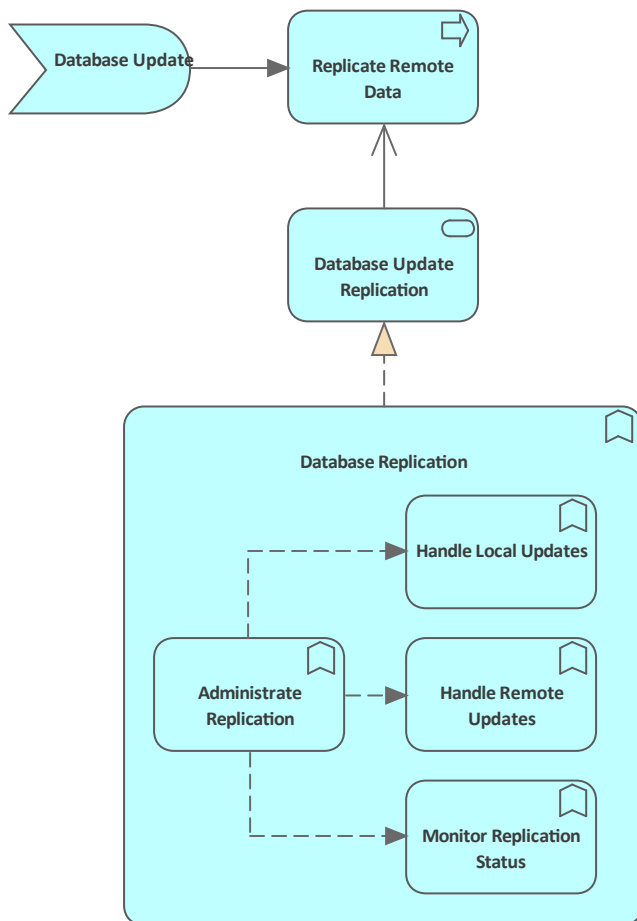 Database Update
Replicate Remote
Data
Database Update
Replication
Database Replication
Handle Local Updates
Administrate
Replication
Handle Remote
Updates
Monitor Replication
Status